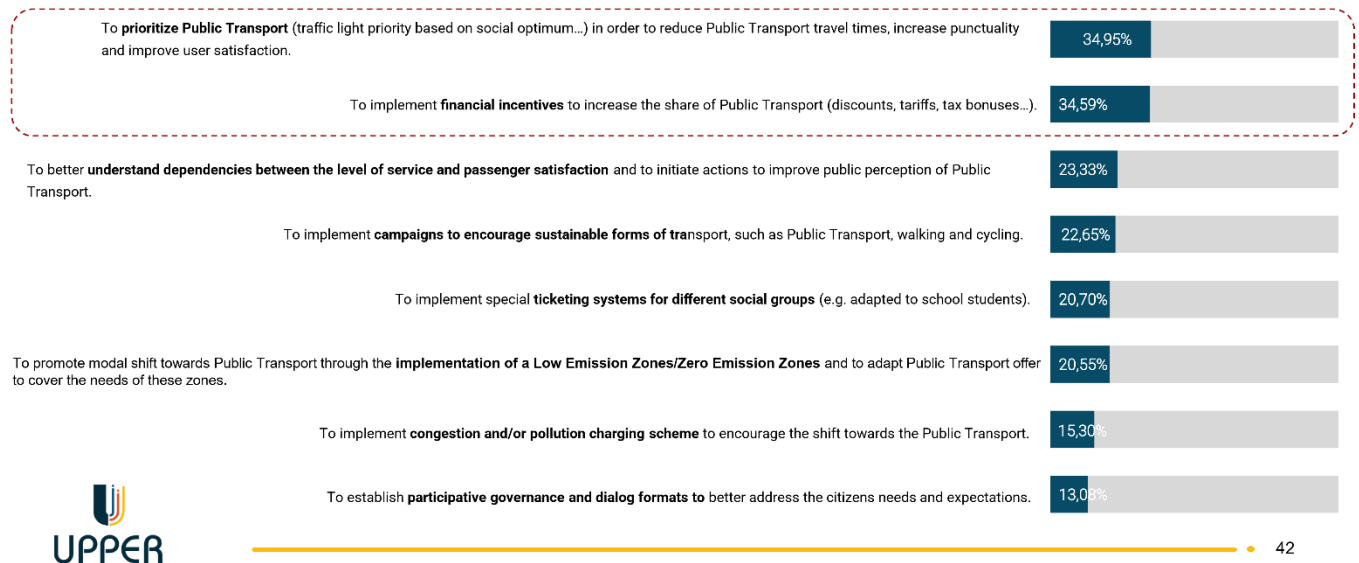 To prioritize Public Transport (traffic light priority based on social optimum…) in order to reduce Public Transport travel times, increase punctuality
and improve user satisfaction.
34,95%
To implement financial incentives to increase the share of Public Transport (discounts, tariffs, tax bonuses…).
34,59%
To better understand dependencies between the level of service and passenger satisfaction and to initiate actions to improve public perception of Public
Transport.
23,33%
To implement campaigns to encourage sustainable forms of transport, such as Public Transport, walking and cycling.
22,65%
To implement special ticketing systems for different social groups (e.g. adapted to school students).
20,70%
To promote modal shift towards Public Transport through the implementation of a Low Emission Zones/Zero Emission Zones and to adapt Public Transport offer
to cover the needs of these zones.
20,55%
To implement congestion and/or pollution charging scheme to encourage the shift towards the Public Transport.
15,30%
To establish participative governance and dialog formats to better address the citizens needs and expectations.
13,08%
UPPER
42